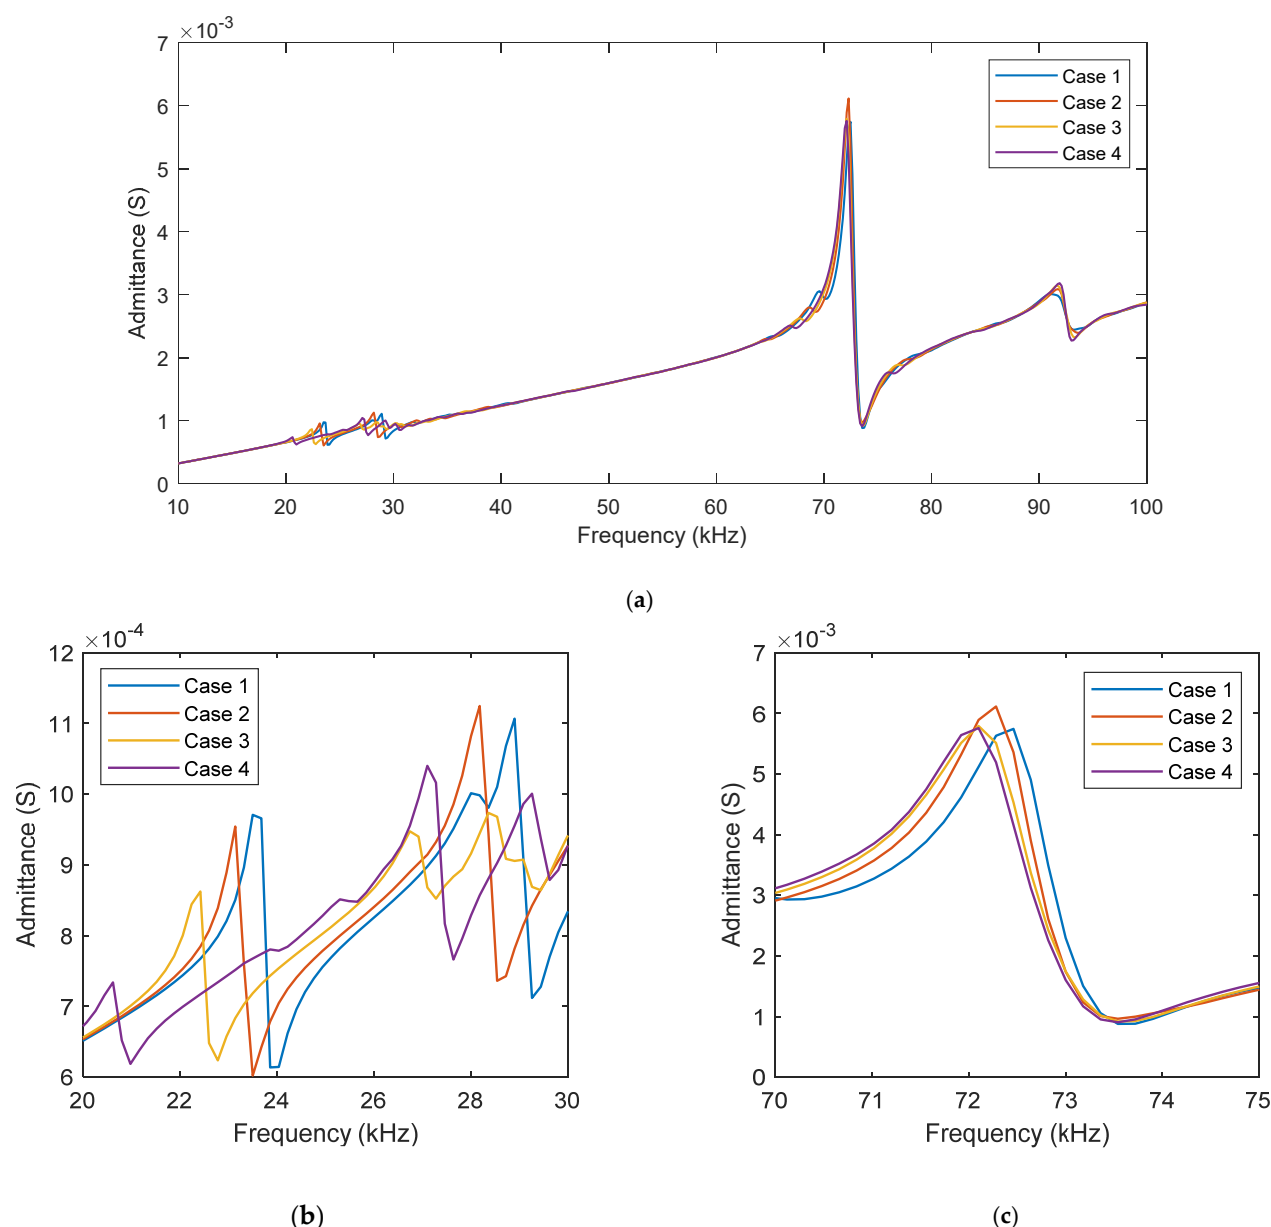 ×10-3
7
6
5
4
3
2
1
0
Admittance (S)
Case 1
Case 2
Case 3
Case 4
10 20 30 40 50 60 70 80 90 100
Frequency (kHz)
(a)
×10-4
12
11
10
9
8
7
6
Admittance (S)
Case 1
Case 2
Case 3
Case 4
20 22 24 26 28 30
Frequency (kHz)
(b)
×10-3
7
6
5
4
3
2
1
0
Admittance (S)
Case 1
Case 2
Case 3
Case 4
70 71 72 73 74 75
Frequency (kHz)
(c)